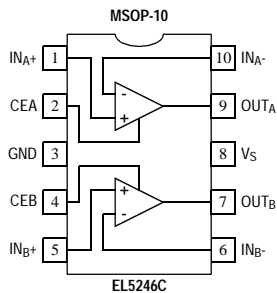 MSOP-10
INA+ 1 10 INA-
CEA 2 - + 9 OUTA
GND 3 8 VS
CEB 4 + - 7 OUTB
INB+ 5 6 INB-
EL5246C